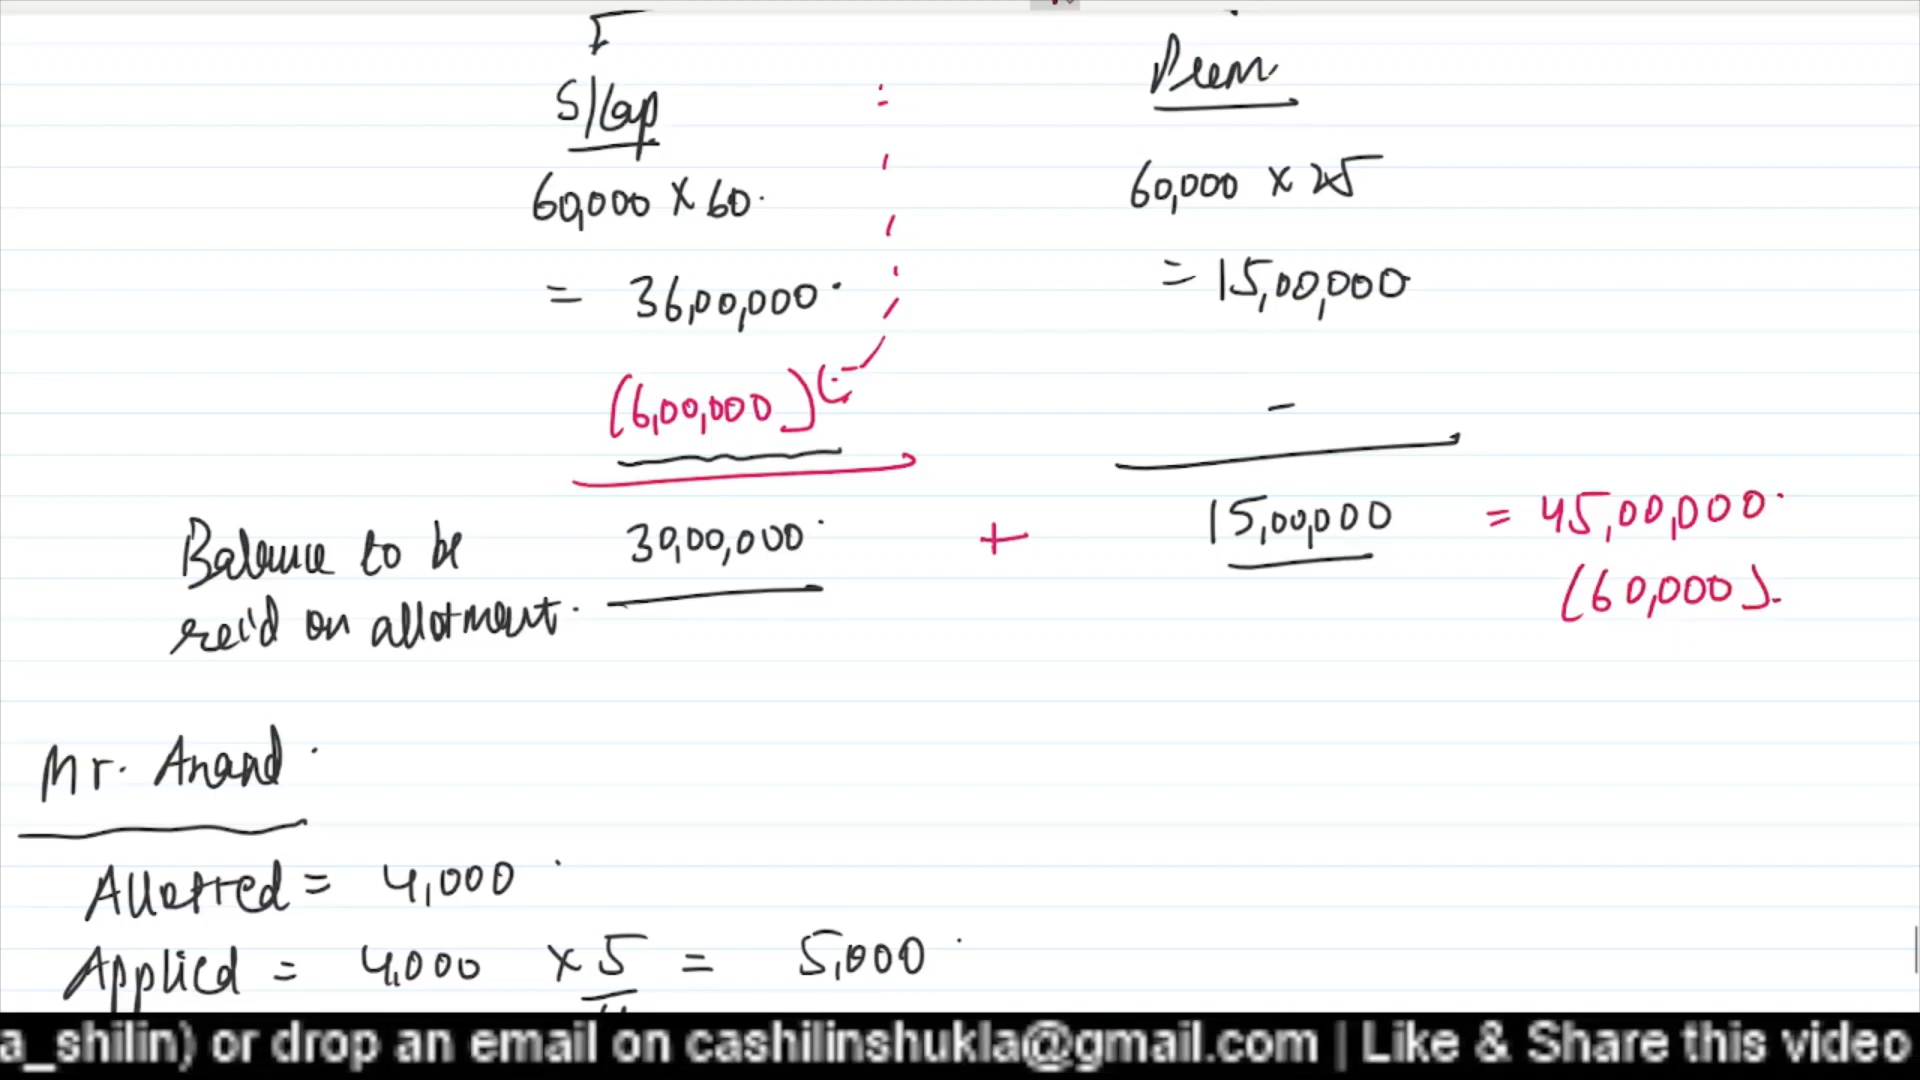 S/Cap
Prem
60,000 × 60
60,000 × 25
= 36,00,000
= 15,00,000
(6,00,000)
-
Balance to be 30,00,000 + 15,00,000 = 45,00,000
rec'd on allotment. (60,000).
Mr. Anand
Allotted = 4,000
Applied = 4,000 × 5/4 = 5,000
a_shilin) or drop an email on cashilinshukla@gmail.com | Like & Share this video